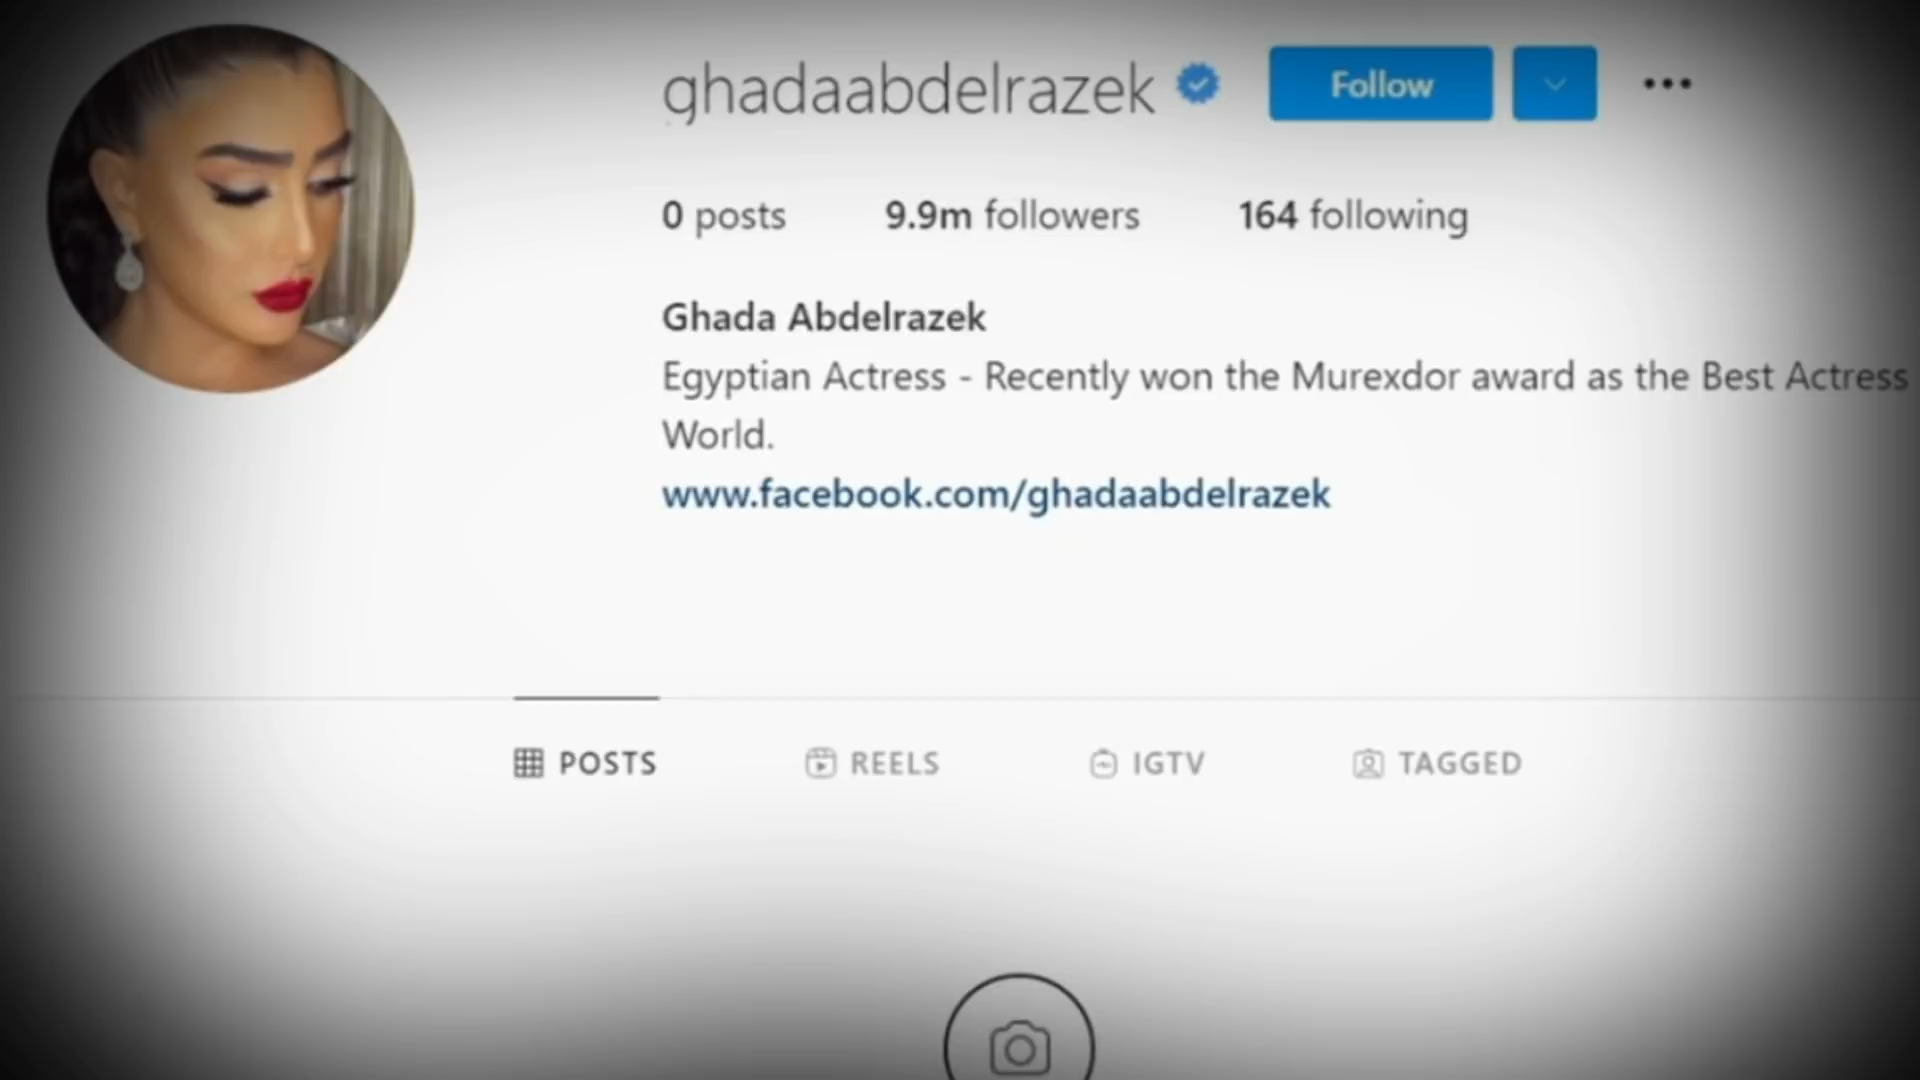 ghadaabdelrazek Follow
0 posts 9.9m followers 164 following
Ghada Abdelrazek
Egyptian Actress - Recently won the Murexdor award as the Best Actress
World.
www.facebook.com/ghadaabdelrazek
POSTS REELS IGTV TAGGED